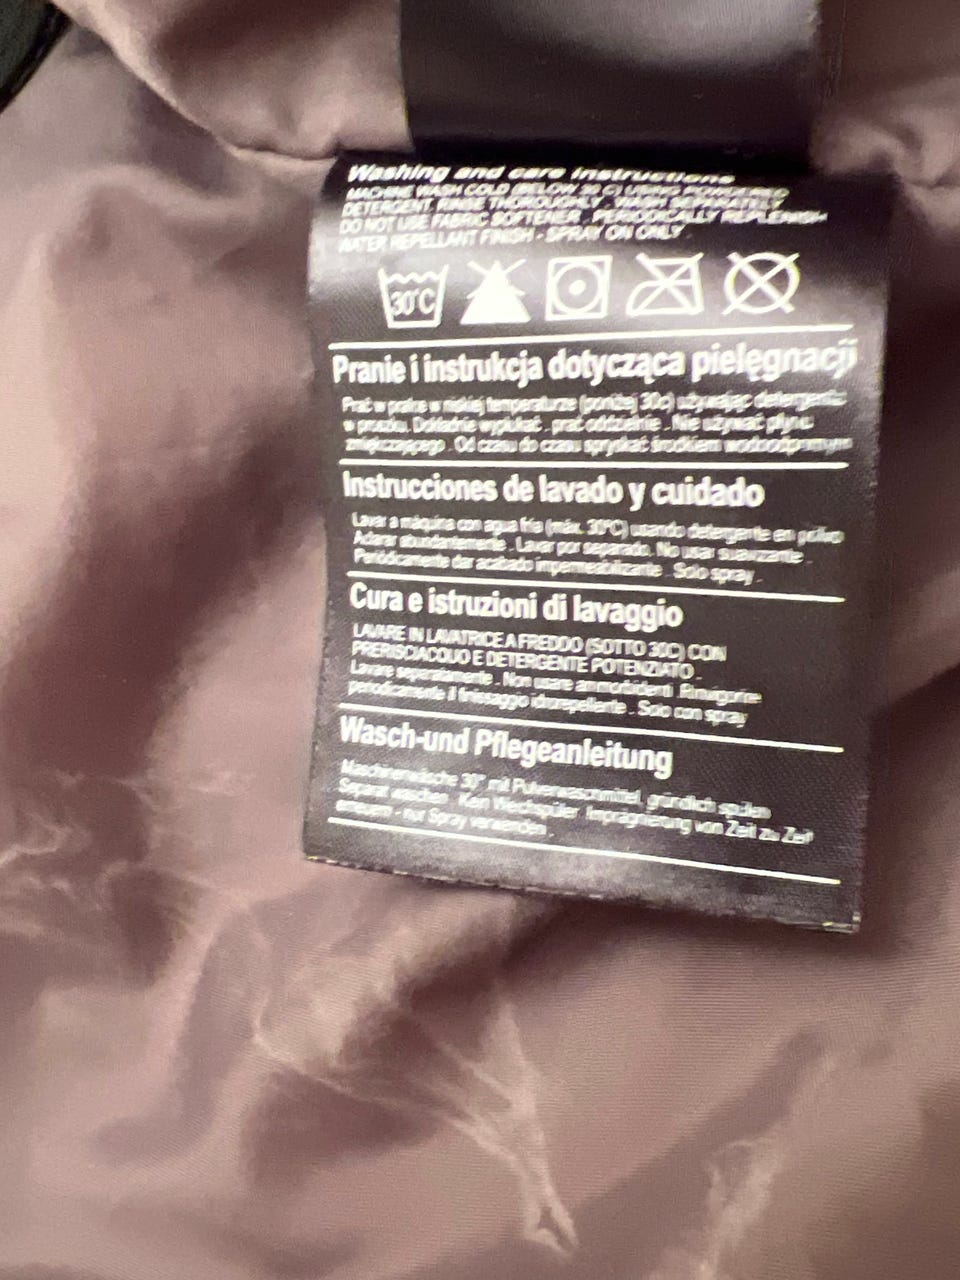 Washing and care instructions
MACHINE WASH COLD (BELOW 30 C) USING POWDERED
DETERGENT. RINSE THOROUGHLY . WASH SEPARATELY
DO NOT USE FABRIC SOFTENER . PERIODICALLY REPLENISH
WATER REPELLANT FINISH - SPRAY ON ONLY
30°C
Pranie i instrukcja dotycząca pielęgnacji
Prać w pralce w niskiej temperaturze (poniżej 30c) używając detergentu
w proszku. Dokładnie wypłukać . prać oddzielnie . Nie używać płynu
zmiękczającego . Od czasu do czasu spryskać środkiem wodoodpornym
Instrucciones de lavado y cuidado
Lavar a máquina con agua fría (máx. 30°C) usando detergente en polvo
Aclarar abundantemente . Lavar por separado. No usar suavizante .
Periódicamente dar acabado impermeabilizante . Solo spray .
Cura e istruzioni di lavaggio
LAVARE IN LAVATRICE A FREDDO (SOTTO 30C) CON
PRERISCIACQUO E DETERGENTE POTENZIATO .
Lavare separatamente . Non usare ammorbidenti .
periodicamente il finissaggio idrorepellente . Solo con spray
Wasch-und Pflegeanleitung
Maschinenwäsche 30° mit Pulverwaschmittel, gründlich spülen
Separat waschen . Kein Weichspüler Imprägnierung von Zeit zu Zeit
erneuern - nur Spray verwenden .